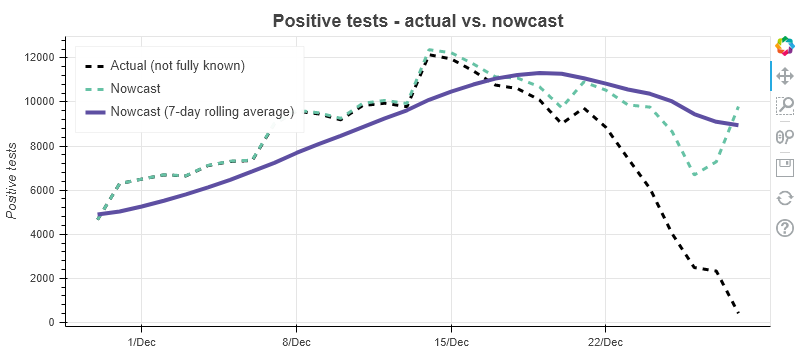 Positive tests - actual vs. nowcast
Actual (not fully known)
Nowcast
Nowcast (7-day rolling average)
Positive tests
12000
10000
8000
6000
4000
2000
0
1/Dec
8/Dec
15/Dec
22/Dec